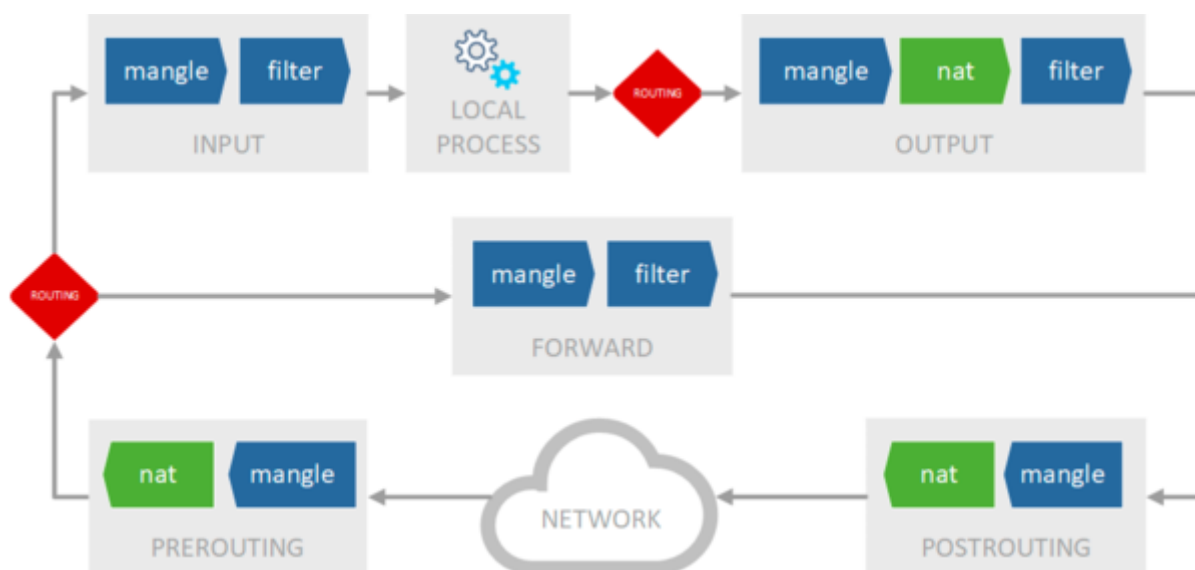 mangle filter
INPUT
LOCAL
PROCESS
ROUTING
mangle nat filter
OUTPUT
ROUTING
mangle filter
FORWARD
nat mangle
PREROUTING
NETWORK
nat mangle
POSTROUTING